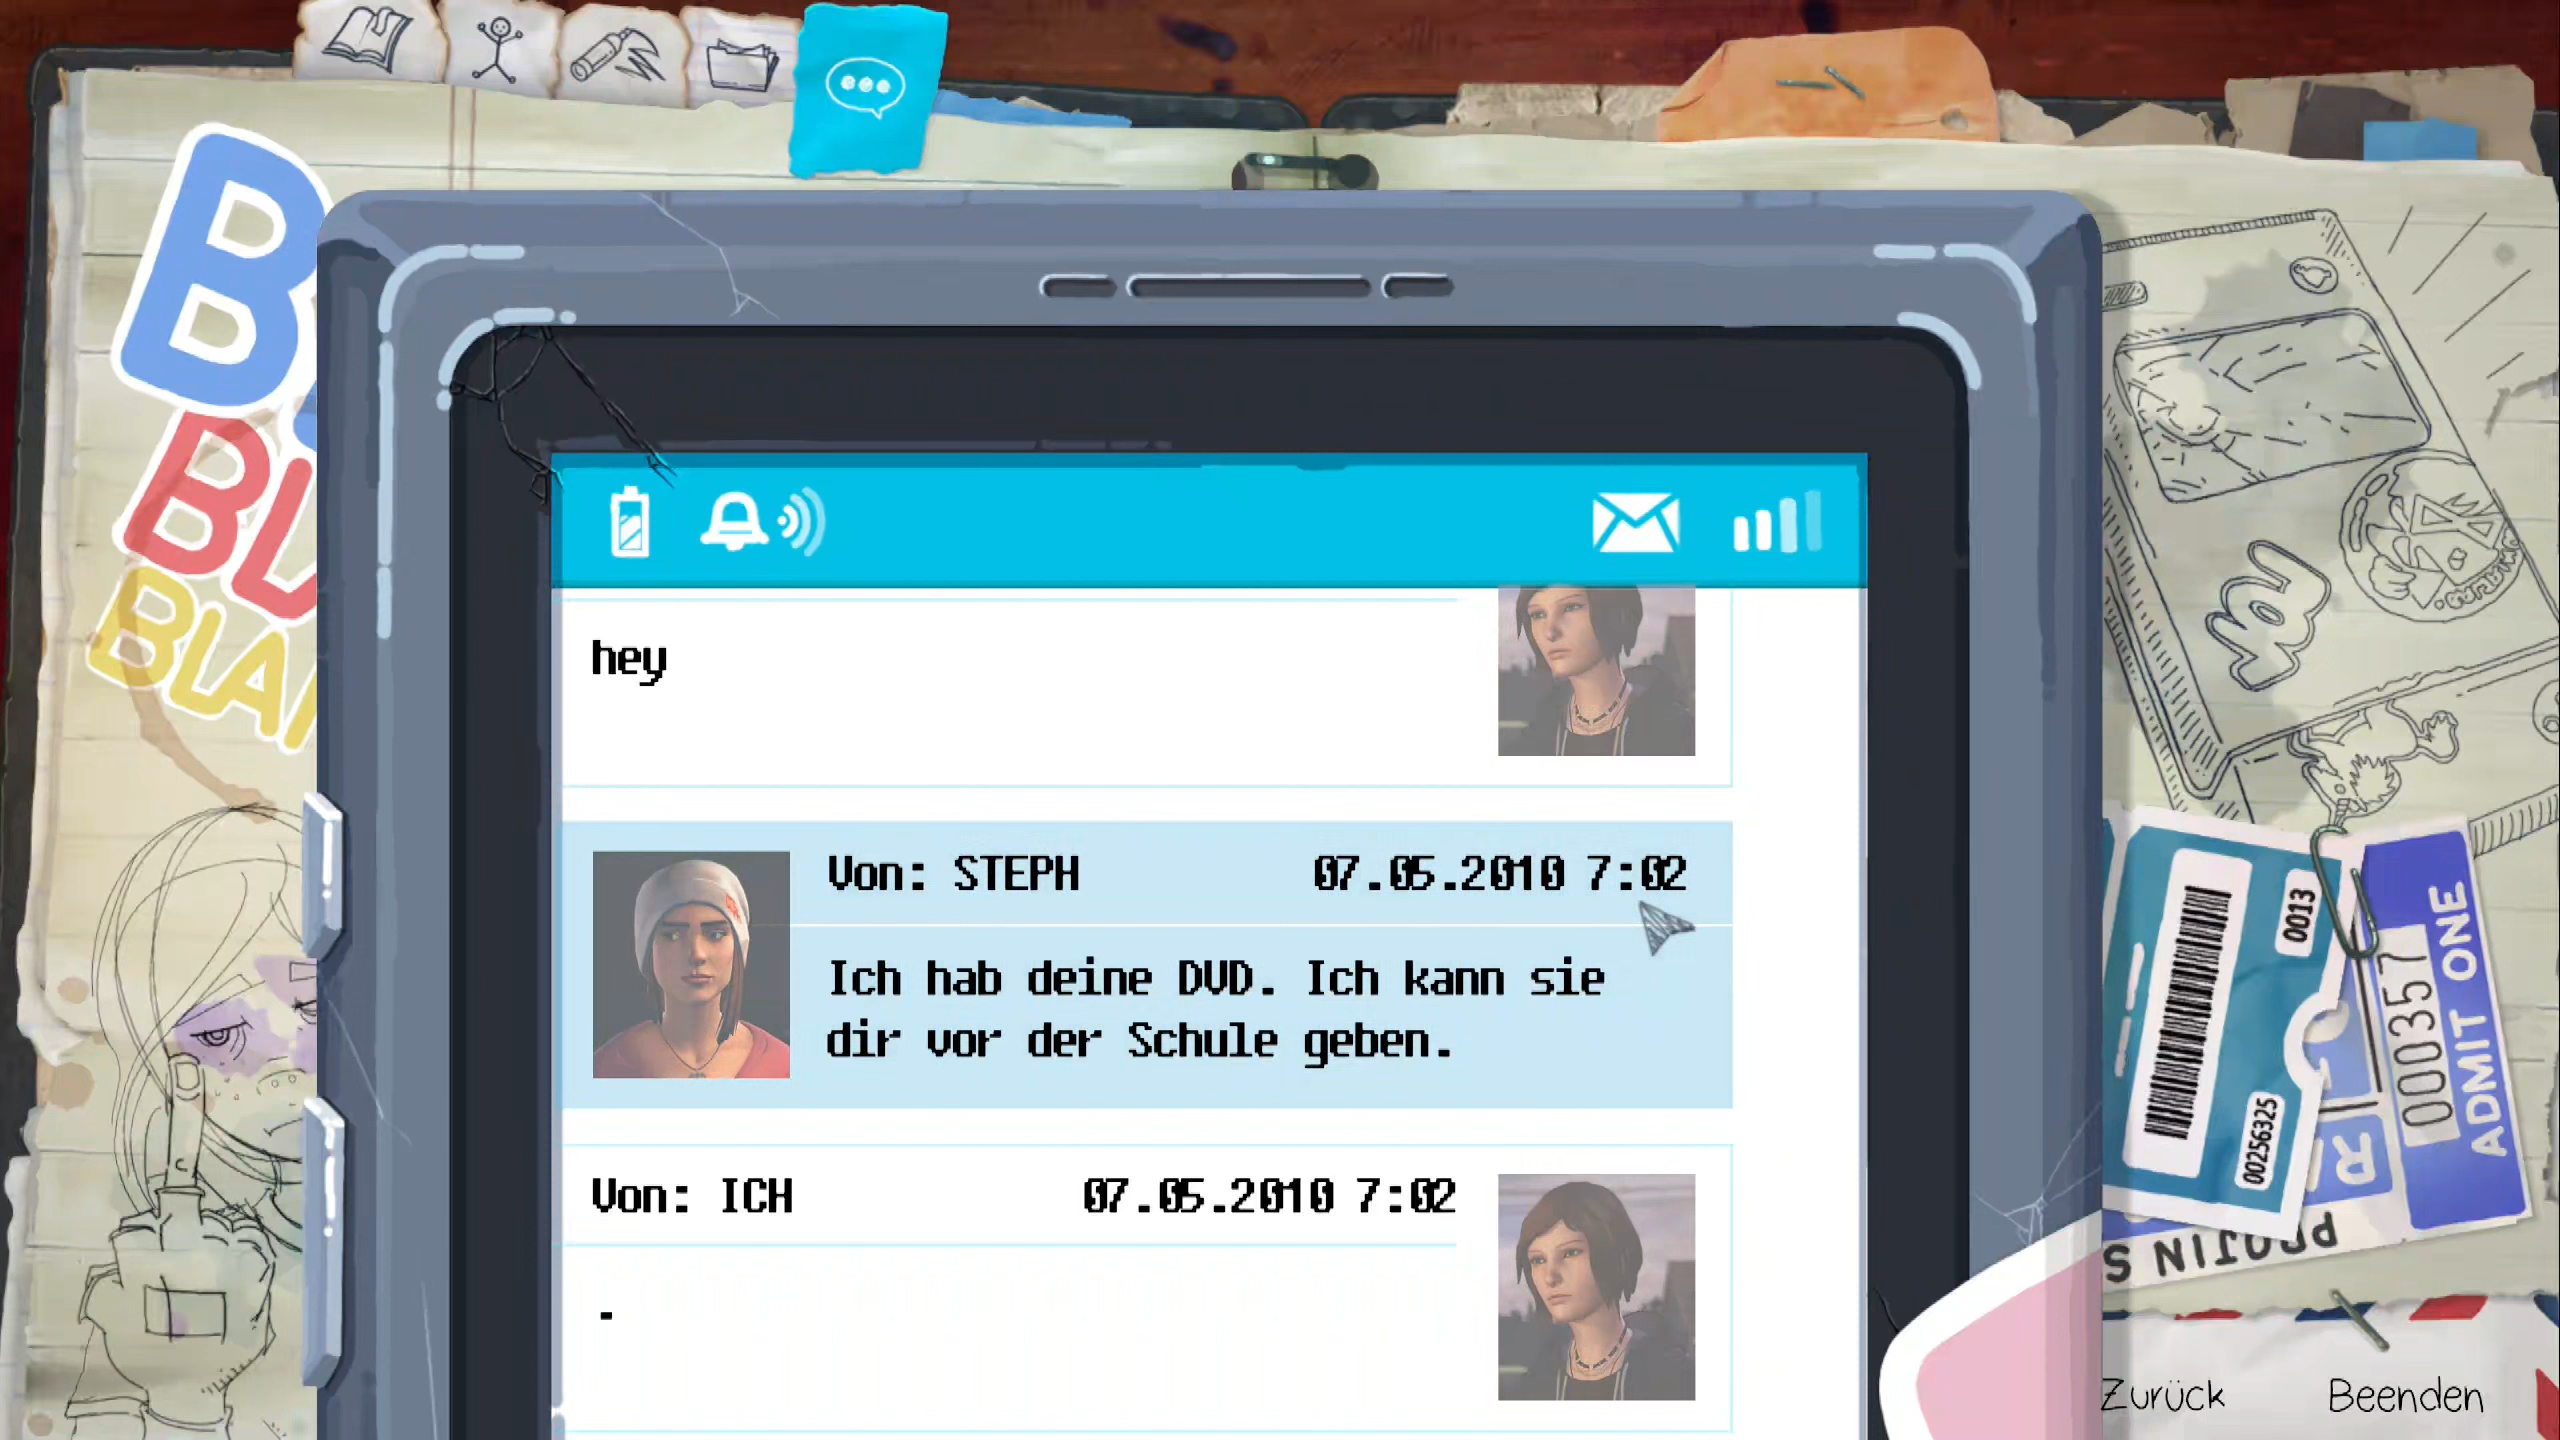 hey
Von: STEPH 07.05.2010 7:02
Ich hab deine DVD. Ich kann sie
dir vor der Schule geben.
Von: ICH 07.05.2010 7:02
.
0013
00256325
000357
ADMIT ONE
Zurück
Beenden